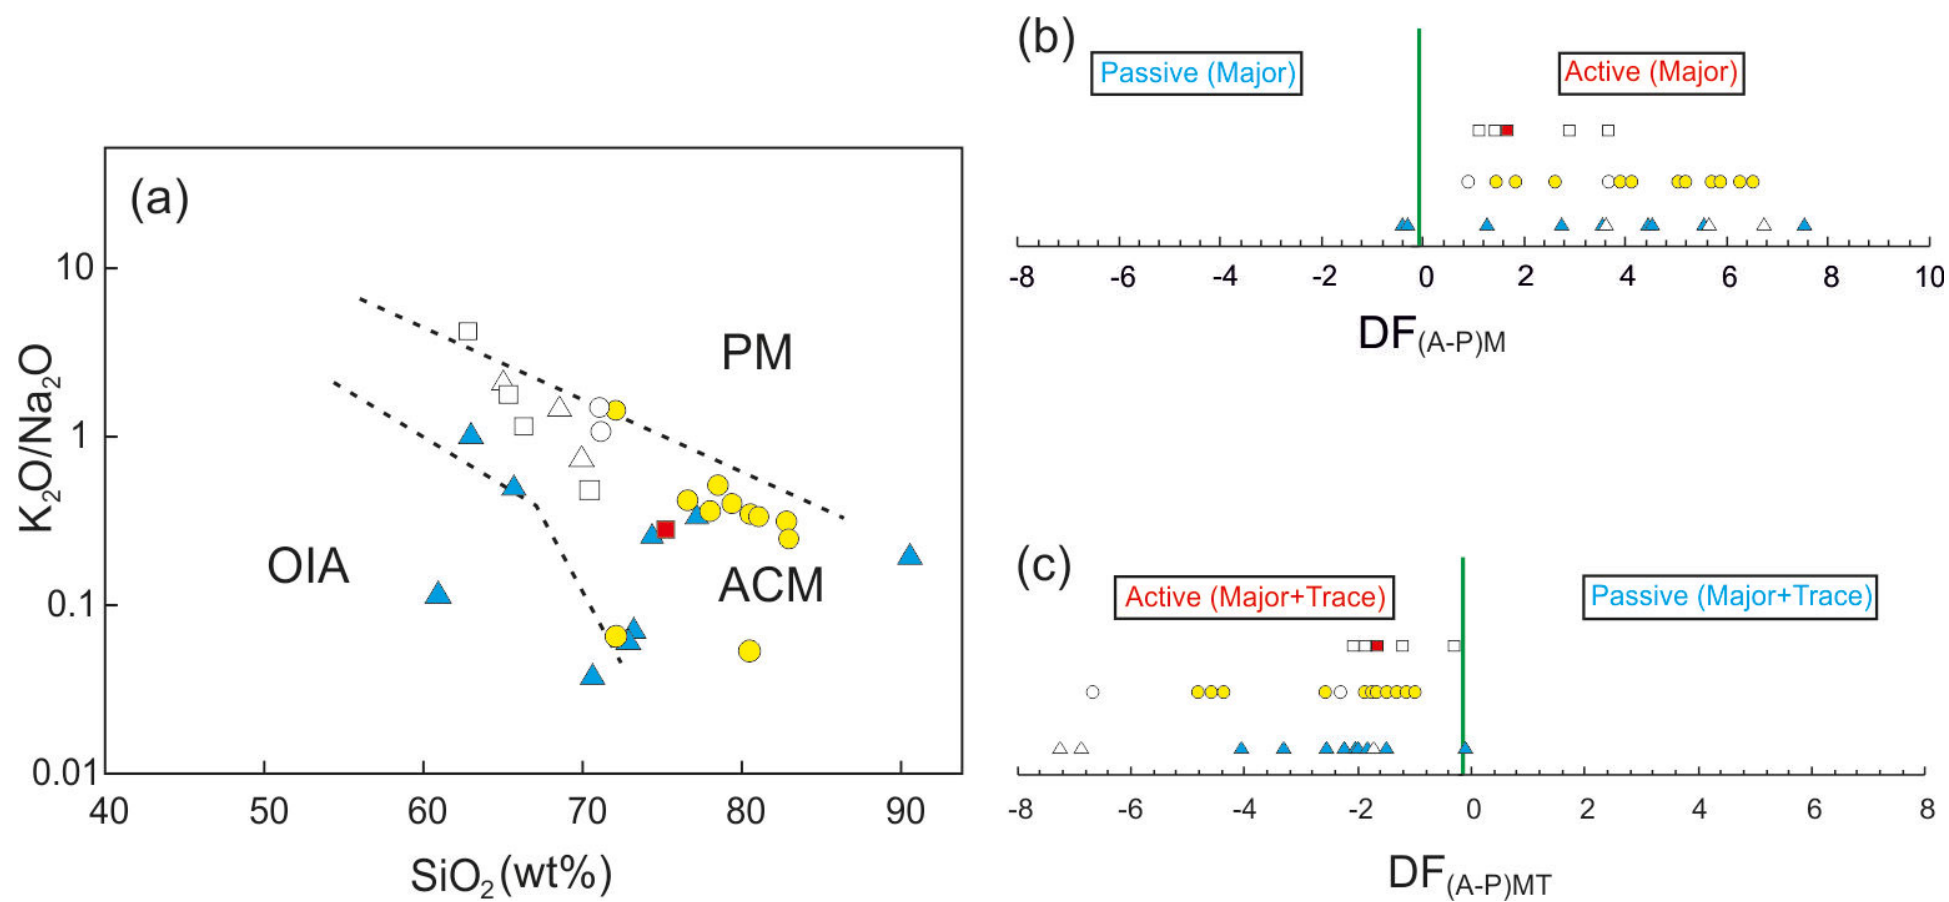 (a)
PM
OIA
ACM
10
1
0.1
0.01
40 50 60 70 80 90
K₂O/Na₂O
SiO₂(wt%)
(b)
Passive (Major) Active (Major)
-8 -6 -4 -2 0 2 4 6 8 10
DF(A-P)M
(c)
Active (Major+Trace) Passive (Major+Trace)
-8 -6 -4 -2 0 2 4 6 8
DF(A-P)MT